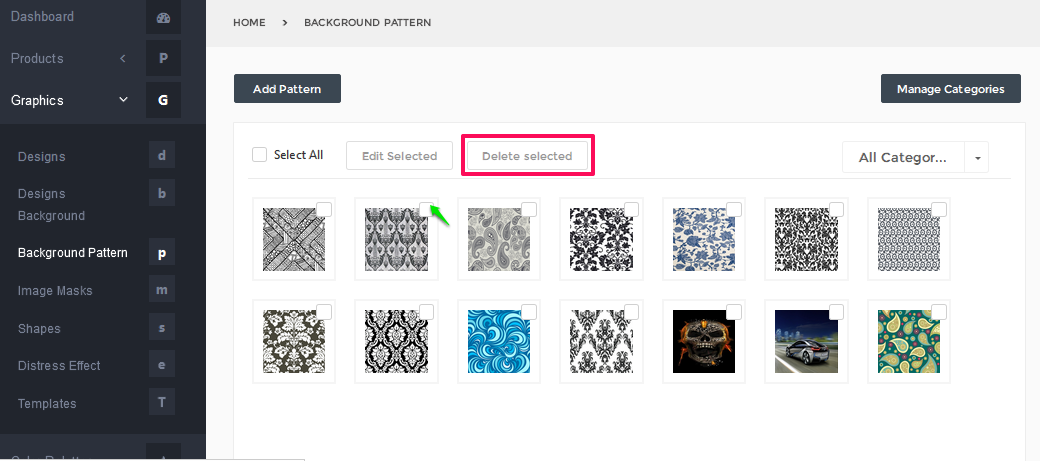 Dashboard
Products
P
Graphics
G
Designs
d
Designs
Background
b
Background Pattern
p
Image Masks
m
Shapes
s
Distress Effect
e
Templates
T
HOME > BACKGROUND PATTERN
Add Pattern
Manage Categories
Select All
Edit Selected
Delete selected
All Categor...